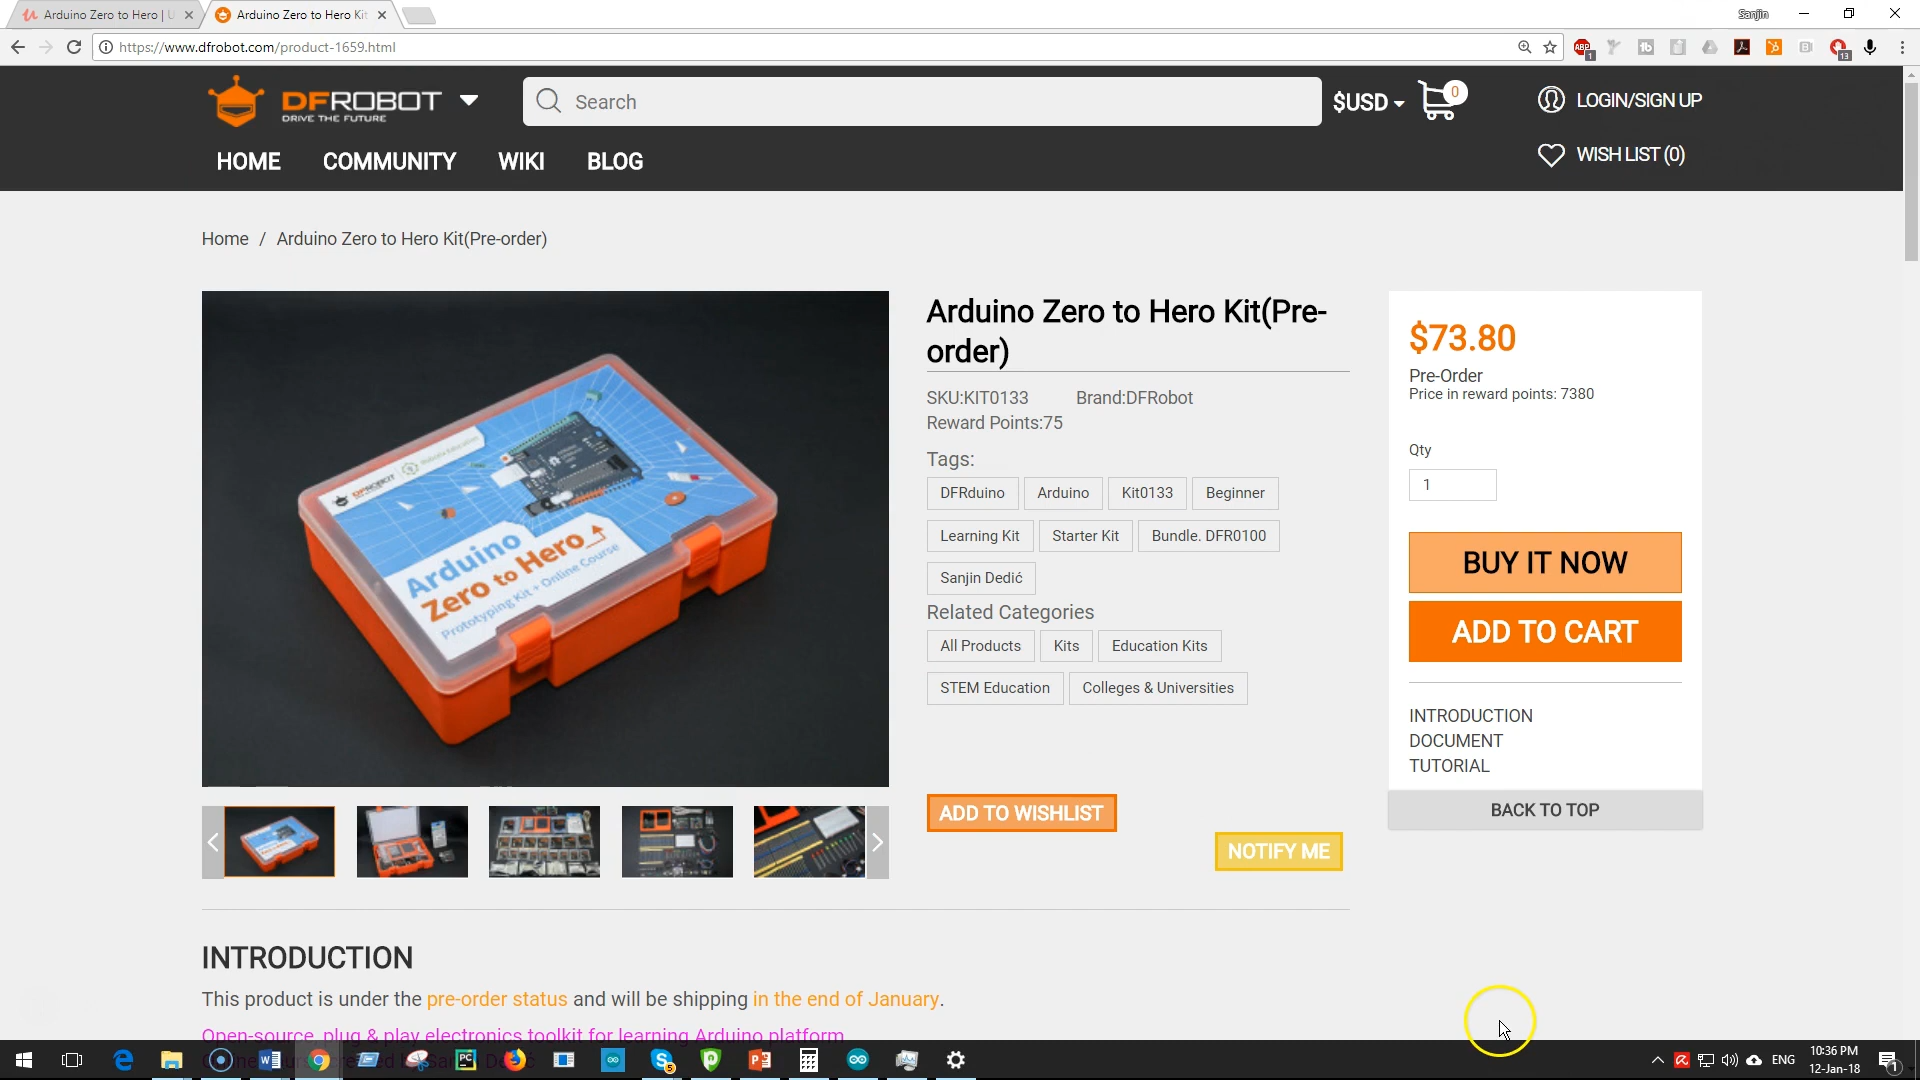 Arduino Zero to Hero | U
Arduino Zero to Hero Kit
Sanjin
https://www.dfrobot.com/product-1659.html
ABP
1
13
DFROBOT
DRIVE THE FUTURE
Search
$USD
0
LOGIN/SIGN UP
HOME
COMMUNITY
WIKI
BLOG
WISH LIST (0)
Home / Arduino Zero to Hero Kit(Pre-order)
DFROBOT
Arduino
Zero to Hero
Prototyping Kit + Online Course
Arduino Zero to Hero Kit(Pre-
order)
SKU:KIT0133 Brand:DFRobot
Reward Points:75
Tags:
DFRduino
Arduino
Kit0133
Beginner
Learning Kit
Starter Kit
Bundle. DFR0100
Sanjin Dedić
Related Categories
All Products
Kits
Education Kits
STEM Education
Colleges & Universities
ADD TO WISHLIST
NOTIFY ME
$73.80
Pre-Order
Price in reward points: 7380
Qty
1
BUY IT NOW
ADD TO CART
INTRODUCTION
DOCUMENT
TUTORIAL
BACK TO TOP
INTRODUCTION
This product is under the pre-order status and will be shipping in the end of January.
Open-source, plug & play electronics toolkit for learning Arduino platform
ENG
10:36 PM
12-Jan-18
1